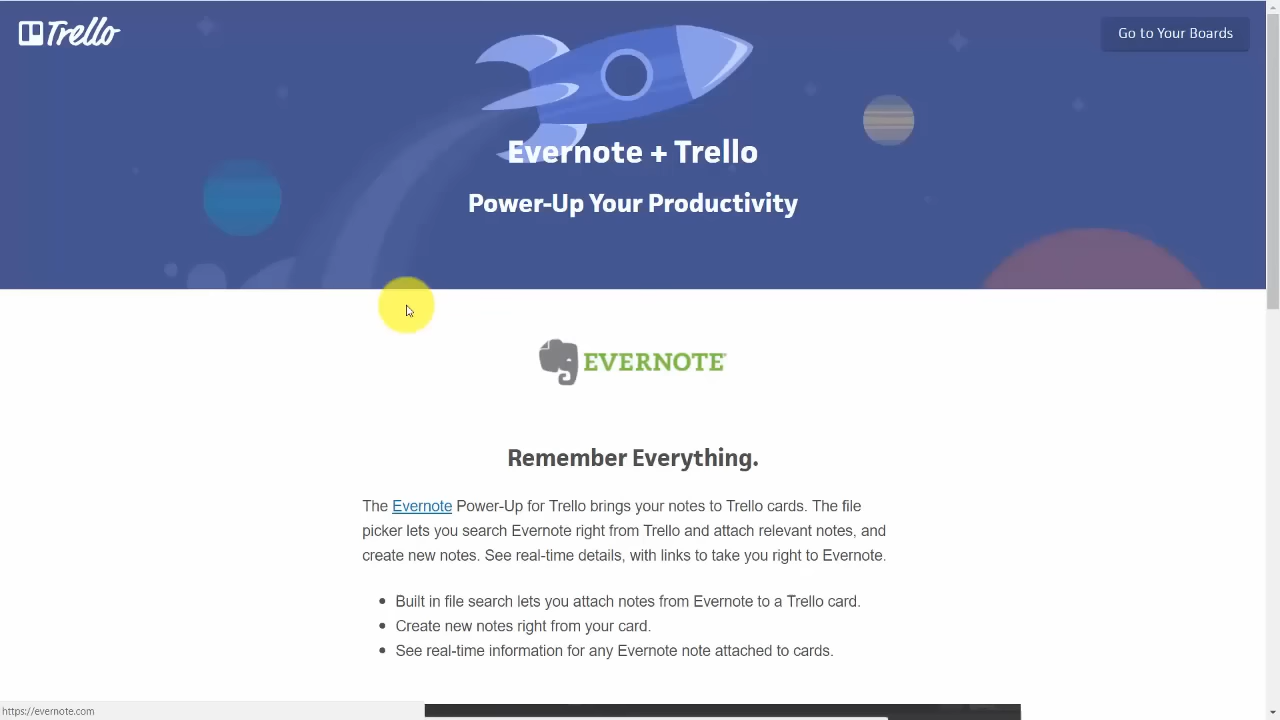 Trello
Go to Your Boards
Evernote + Trello
Power-Up Your Productivity
EVERNOTE
Remember Everything.
The Evernote Power-Up for Trello brings your notes to Trello cards. The file
picker lets you search Evernote right from Trello and attach relevant notes, and
create new notes. See real-time details, with links to take you right to Evernote.
Built in file search lets you attach notes from Evernote to a Trello card.
Create new notes right from your card.
See real-time information for any Evernote note attached to cards.
https://evernote.com